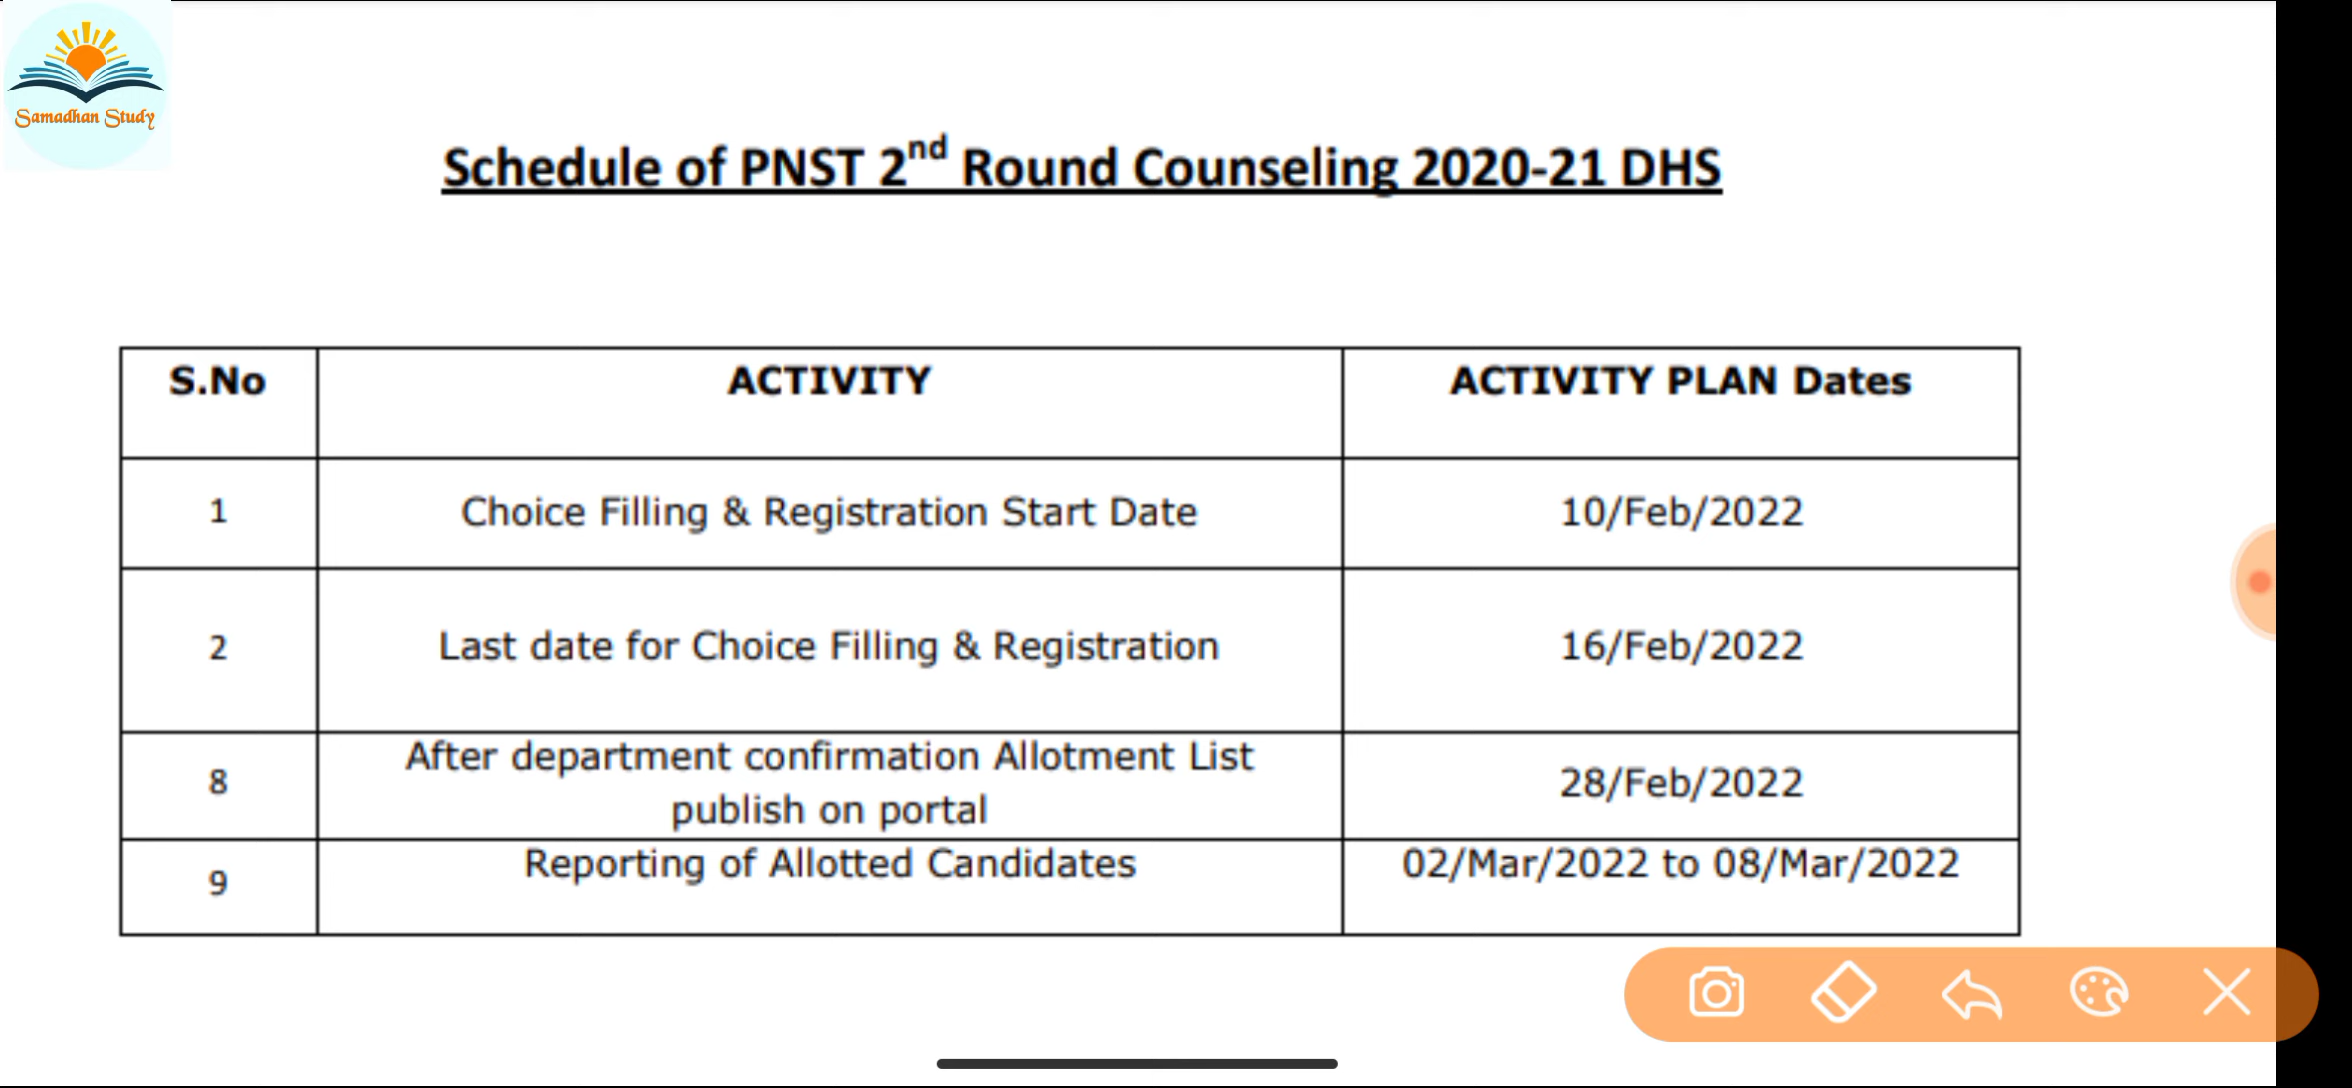 Samadhan Study
Schedule of PNST 2nd Round Counseling 2020-21 DHS
S.No ACTIVITY ACTIVITY PLAN Dates
1 Choice Filling & Registration Start Date 10/Feb/2022
2 Last date for Choice Filling & Registration 16/Feb/2022
8 After department confirmation Allotment List
publish on portal 28/Feb/2022
9 Reporting of Allotted Candidates 02/Mar/2022 to 08/Mar/2022